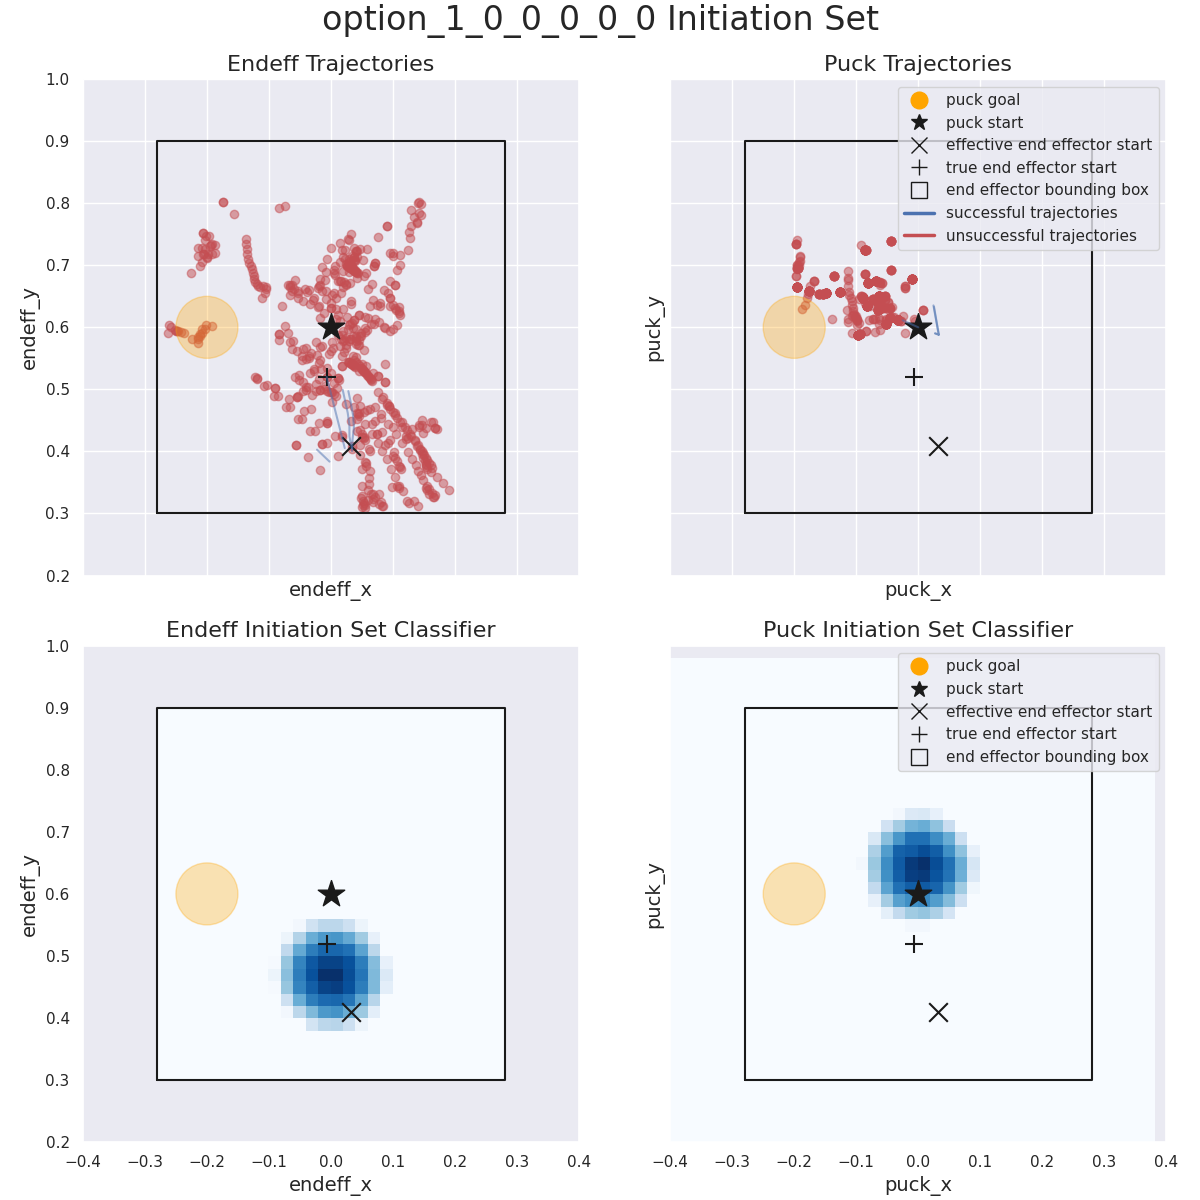 option_1_0_0_0_0_0 Initiation Set
Endeff Trajectories
1.0
0.9
0.8
0.7
0.6
0.5
0.4
0.3
0.2
endeff_y
endeff_x
Puck Trajectories
puck goal
puck start
effective end effector start
true end effector start
end effector bounding box
successful trajectories
unsuccessful trajectories
puck_y
puck_x
Endeff Initiation Set Classifier
1.0
0.9
0.8
0.7
0.6
0.5
0.4
0.3
0.2
endeff_y
−0.4 −0.3 −0.2 −0.1 0.0 0.1 0.2 0.3 0.4
endeff_x
Puck Initiation Set Classifier
puck goal
puck start
effective end effector start
true end effector start
end effector bounding box
puck_y
−0.4 −0.3 −0.2 −0.1 0.0 0.1 0.2 0.3 0.4
puck_x